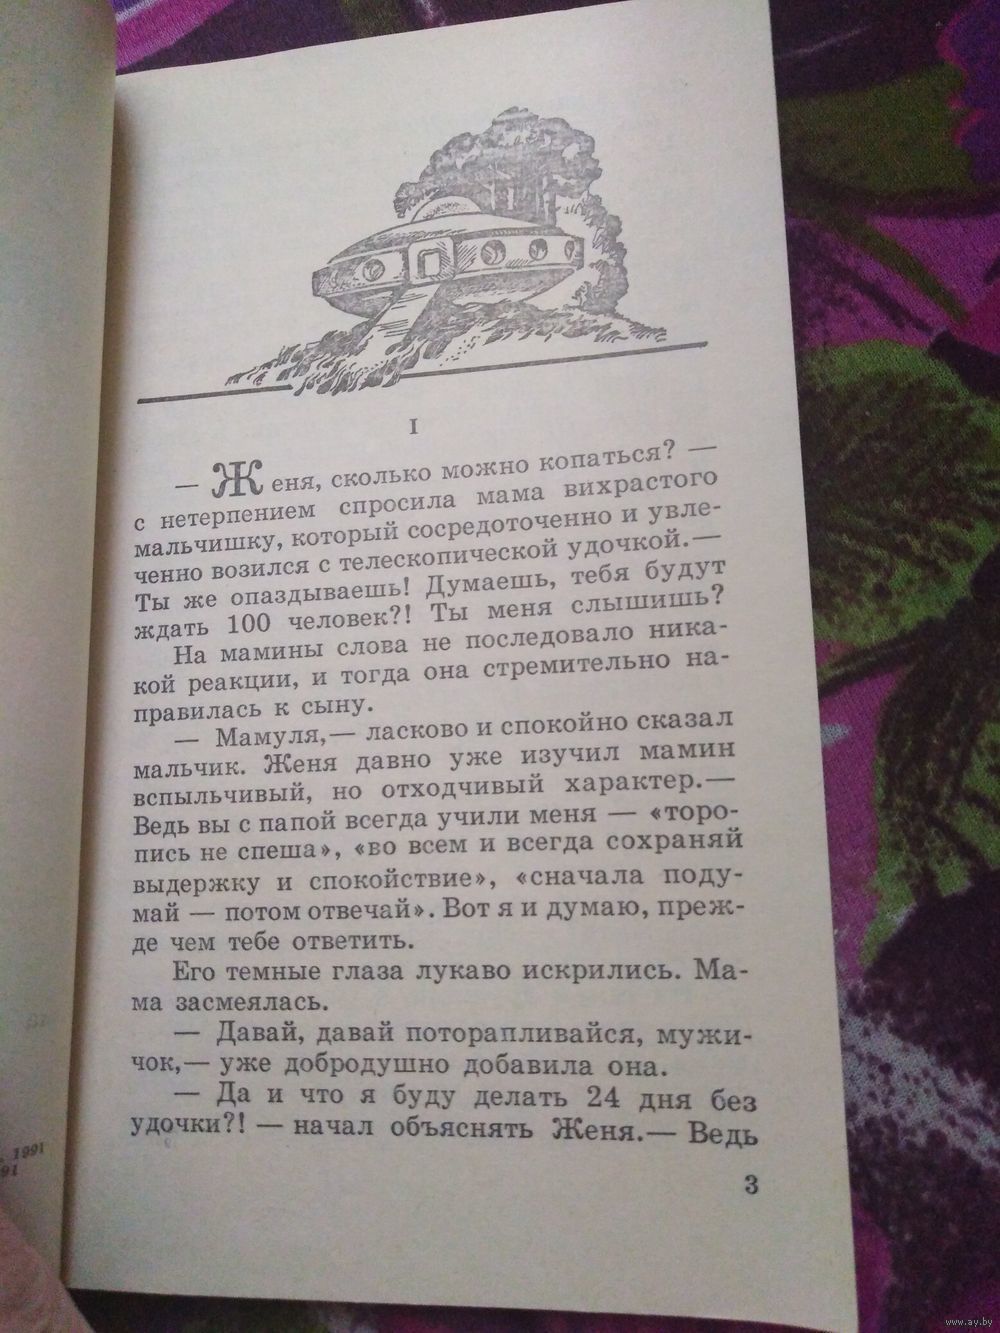 I
— Женя, сколько можно копаться? —
с нетерпением спросила мама вихрастого
мальчишку, который сосредоточенно и увле-
ченно возился с телескопической удочкой.—
Ты же опаздываешь! Думаешь, тебя будут
ждать 100 человек?! Ты меня слышишь?
На мамины слова не последовало ника-
кой реакции, и тогда она стремительно на-
правилась к сыну.
— Мамуля,— ласково и спокойно сказал
мальчик. Женя давно уже изучил мамин
вспыльчивый, но отходчивый характер.—
Ведь вы с папой всегда учили меня — «торо-
пись не спеша», «во всем и всегда сохраняй
выдержку и спокойствие», «сначала поду-
май — потом отвечай». Вот я и думаю, преж-
де чем тебе ответить.
Его темные глаза лукаво искрились. Ма-
ма засмеялась.
— Давай, давай поторапливайся, мужи-
чок,— уже добродушно добавила она.
— Да и что я буду делать 24 дня без
удочки?! — начал объяснять Женя.— Ведь
3
1991
91
www.ay.by